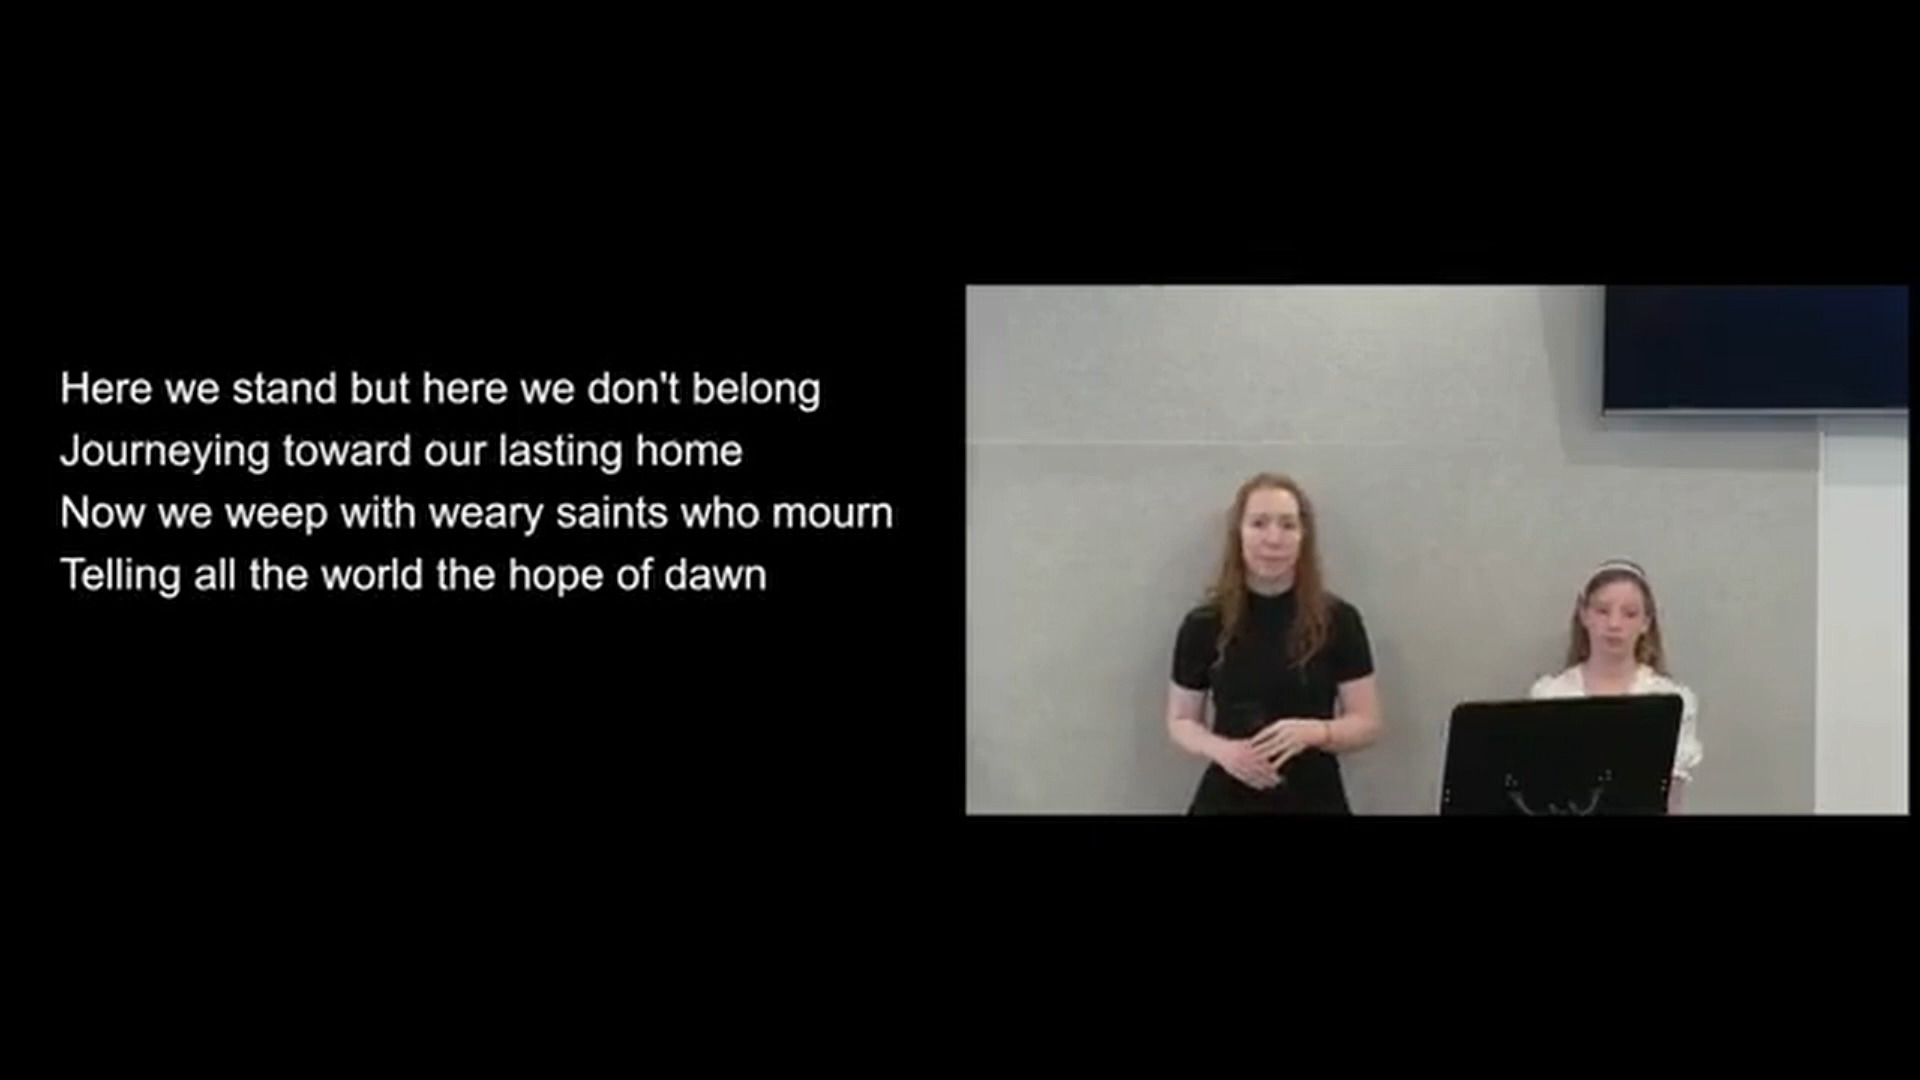 Here we stand but here we don't belong
Journeying toward our lasting home
Now we weep with weary saints who mourn
Telling all the world the hope of dawn